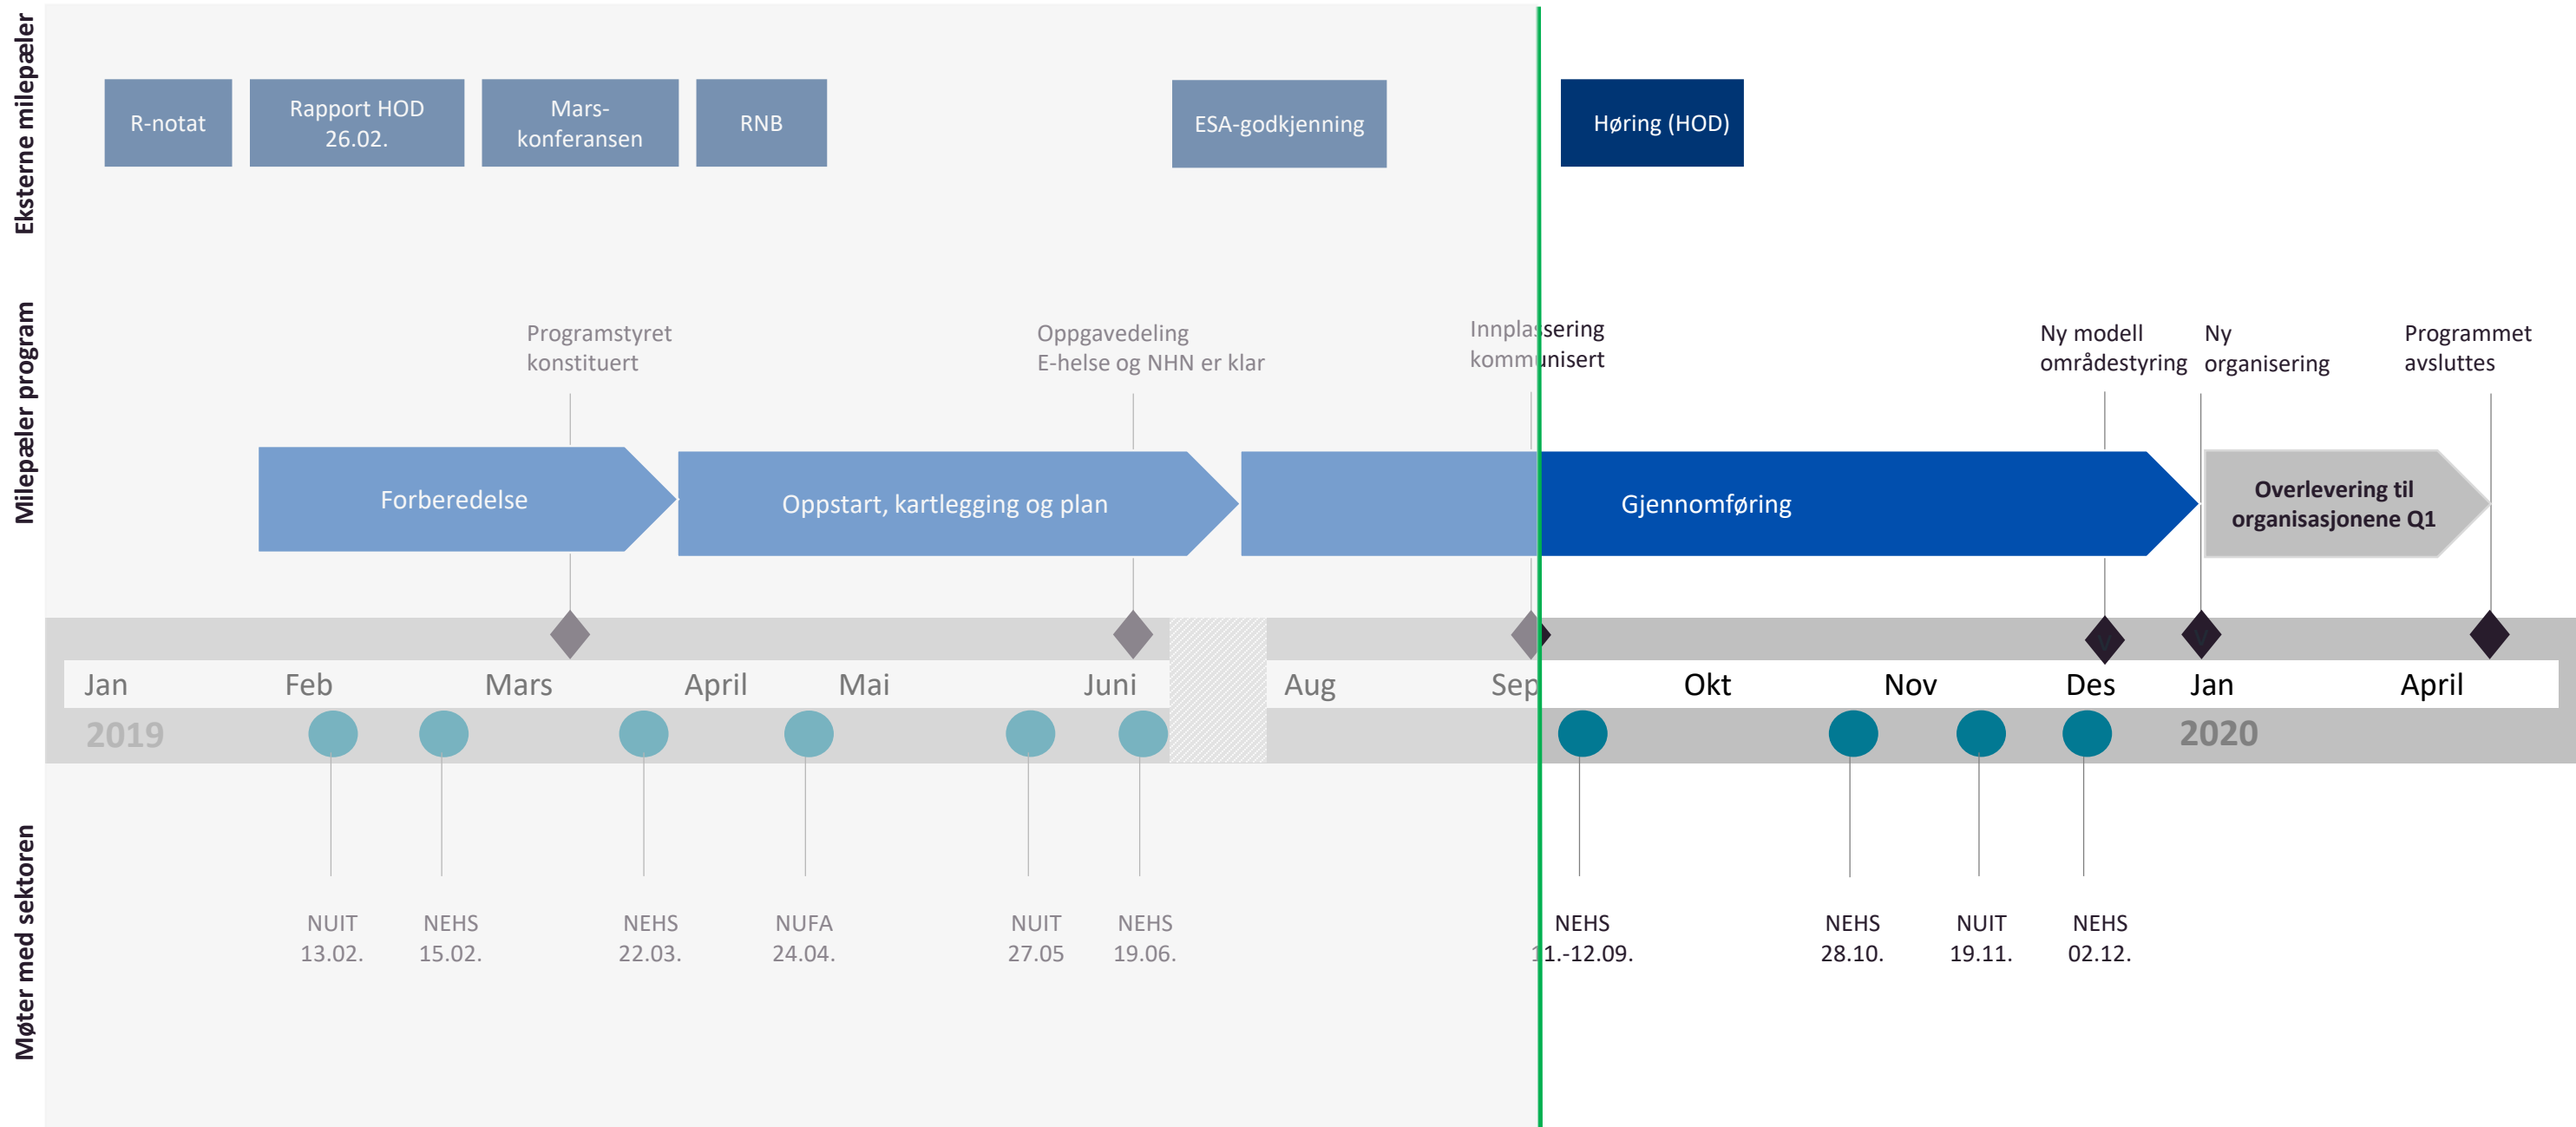 Eksterne milepæler
R-notat
Rapport HOD
26.02.
Mars-
konferansen
RNB
ESA-godkjenning
Høring (HOD)
Milepæler program
Programstyret
konstituert
Oppgavedeling
E-helse og NHN er klar
Innplassering
kommunisert
Ny modell
områdestyring
Ny
organisering
Programmet
avsluttes
Forberedelse
Oppstart, kartlegging og plan
Gjennomføring
Overlevering til
organisasjonene Q1
V
V
Jan
Feb
Mars
April
Mai
Juni
Aug
Sep
Okt
Nov
Des
Jan
April
2019
2020
Møter med sektoren
NUIT
13.02.
NEHS
15.02.
NEHS
22.03.
NUFA
24.04.
NUIT
27.05
NEHS
19.06.
NEHS
11.-12.09.
NEHS
28.10.
NUIT
19.11.
NEHS
02.12.